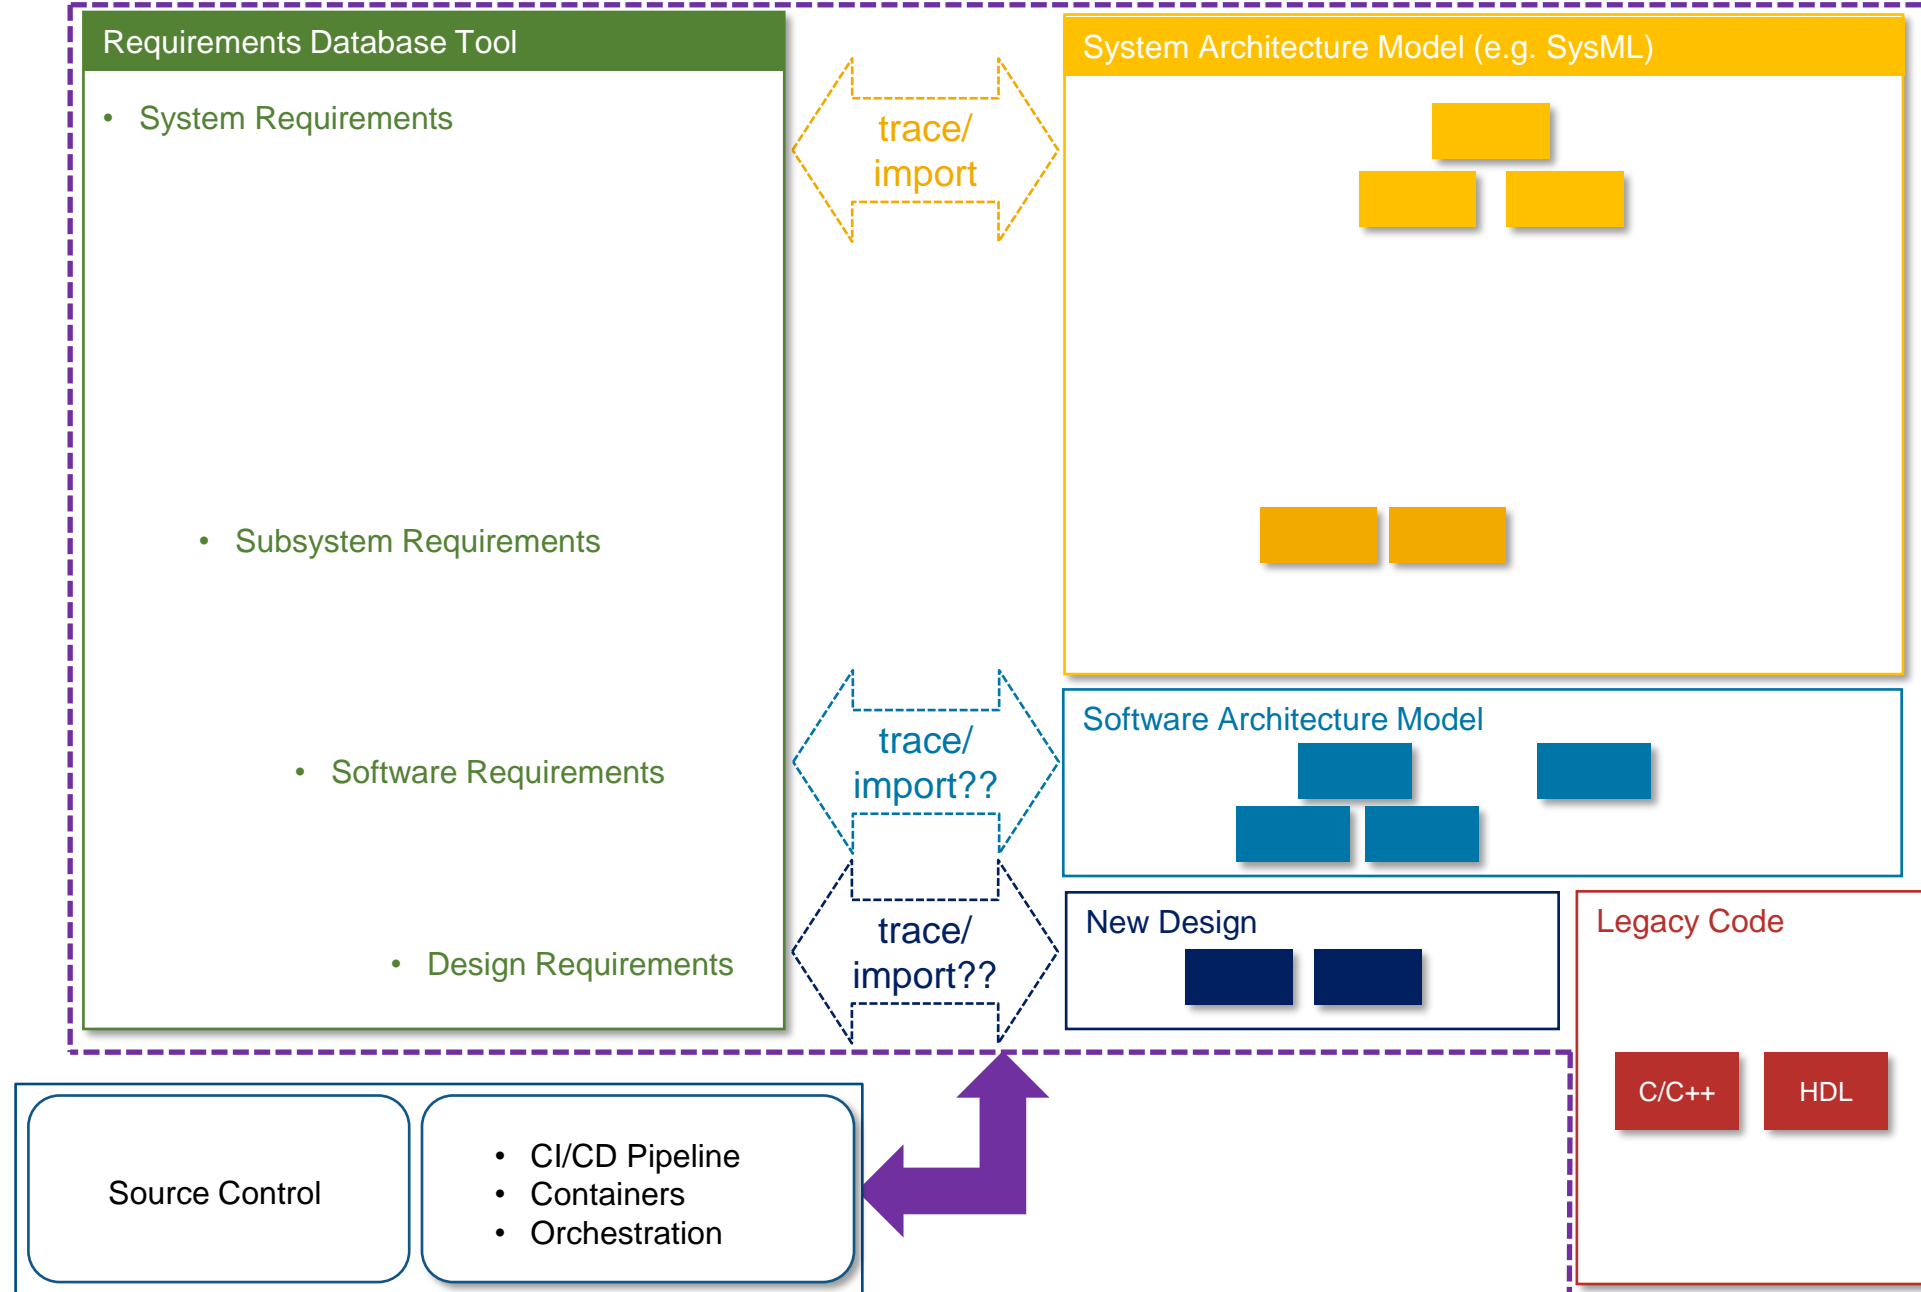 Requirements Database Tool
• System Requirements
• Subsystem Requirements
• Software Requirements
• Design Requirements
trace/
import
trace/
import??
trace/
import??
System Architecture Model (e.g. SysML)
Software Architecture Model
New Design
Legacy Code
C/C++
HDL
Source Control
• CI/CD Pipeline
• Containers
• Orchestration